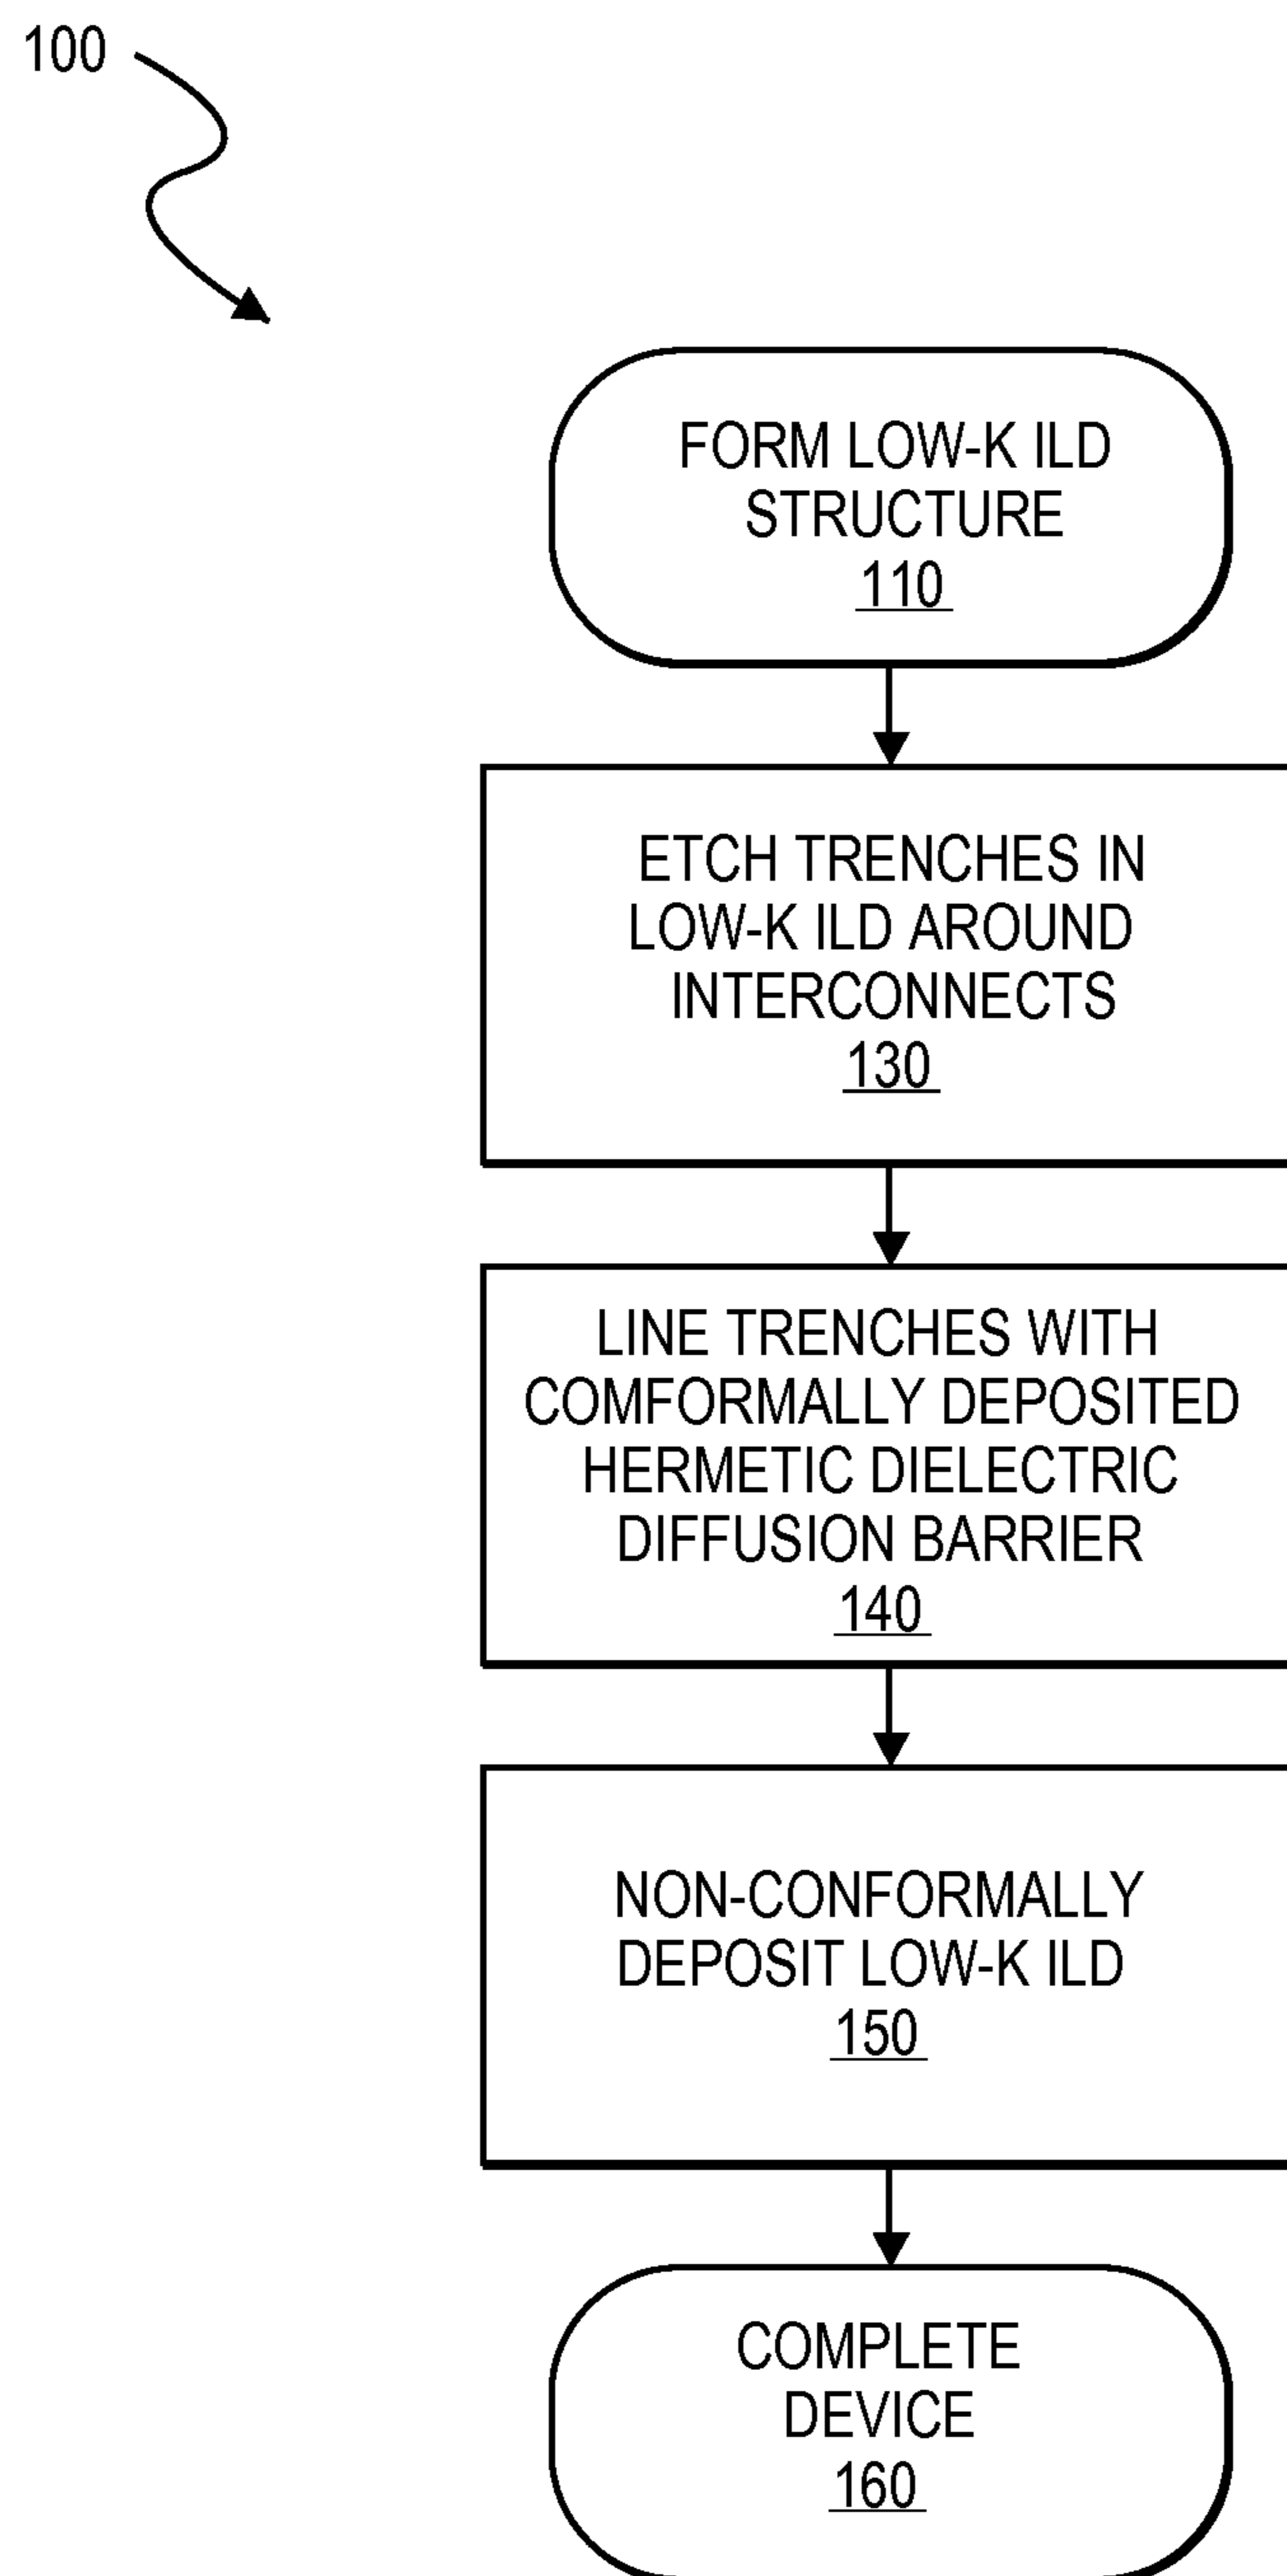 100
FORM LOW-K ILD
STRUCTURE
110
ETCH TRENCHES IN
LOW-K ILD AROUND
INTERCONNECTS
130
LINE TRENCHES WITH
COMFORMALLY DEPOSITED
HERMETIC DIELECTRIC
DIFFUSION BARRIER
140
NON-CONFORMALLY
DEPOSIT LOW-K ILD
150
COMPLETE
DEVICE
160